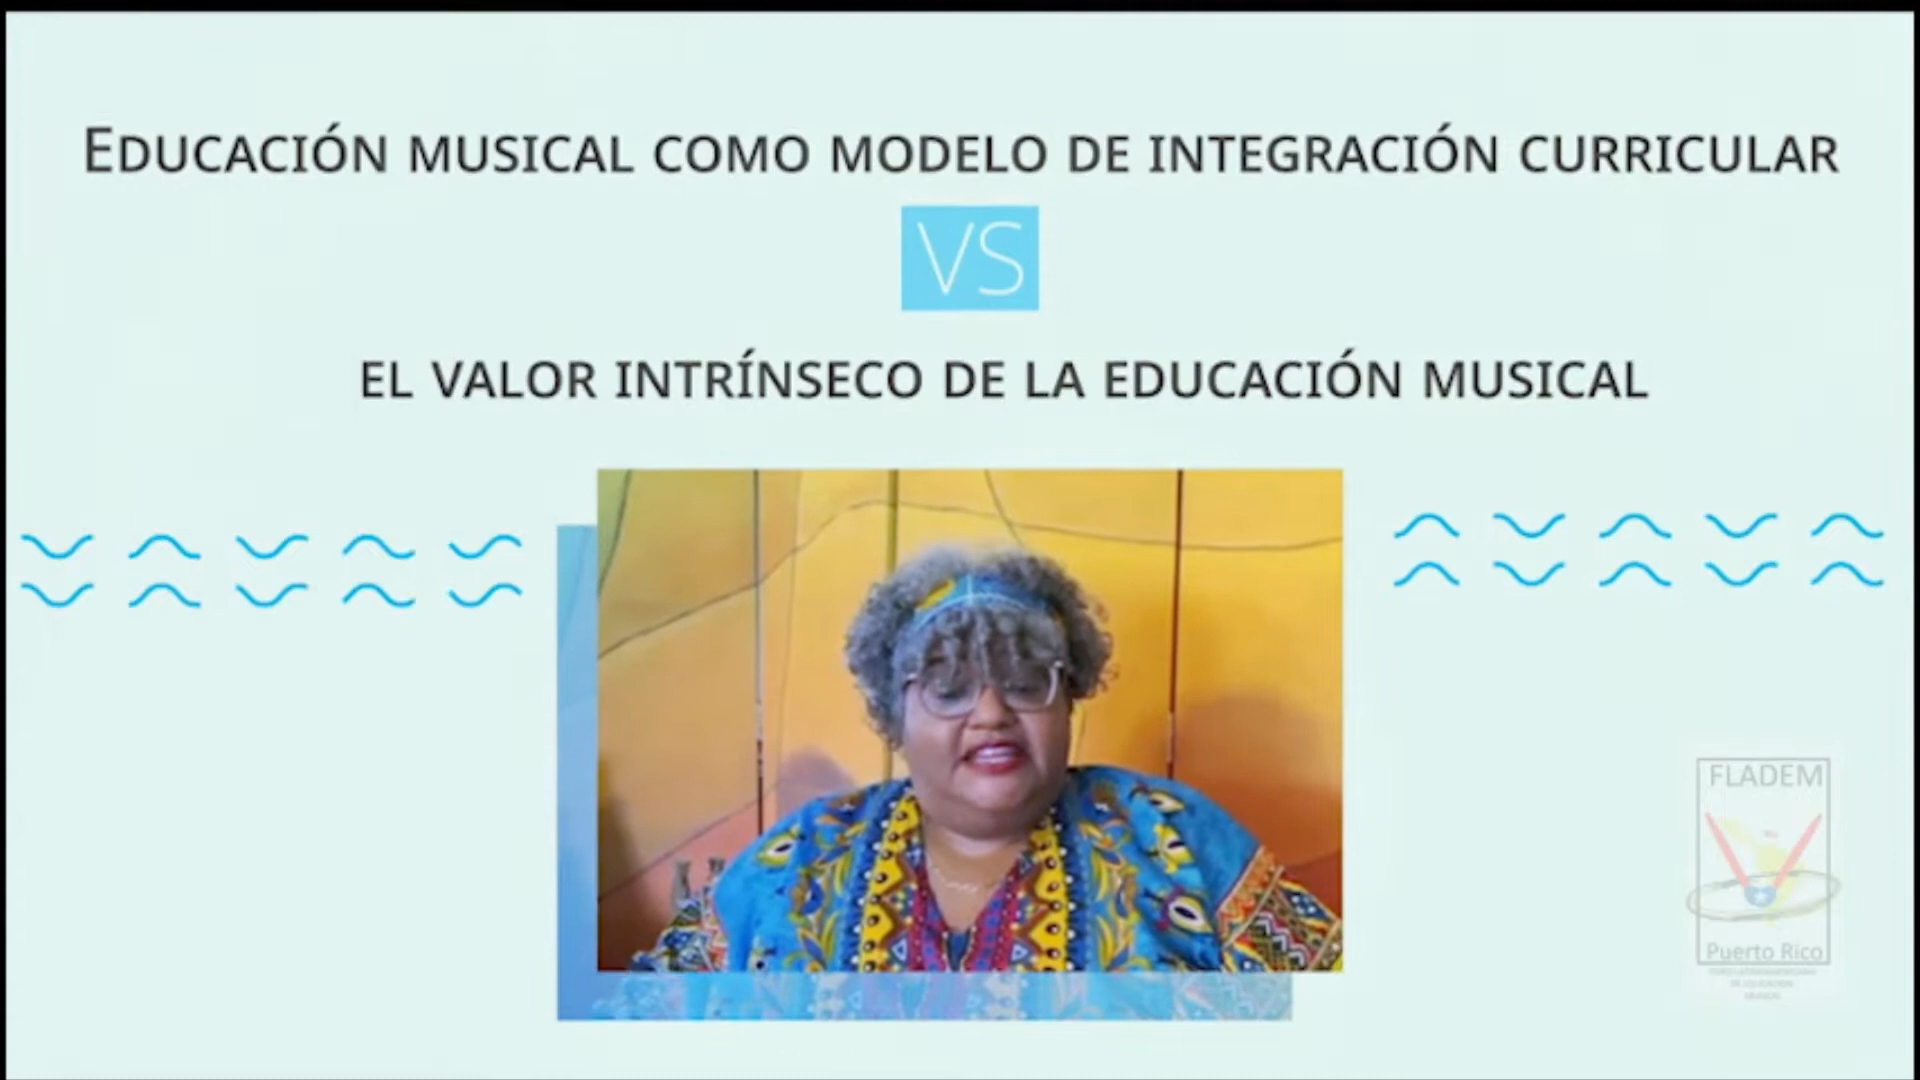 EDUCACIÓN MUSICAL COMO MODELO DE INTEGRACIÓN CURRICULAR
VS
EL VALOR INTRÍNSECO DE LA EDUCACIÓN MUSICAL
FLADEM
Puerto Rico